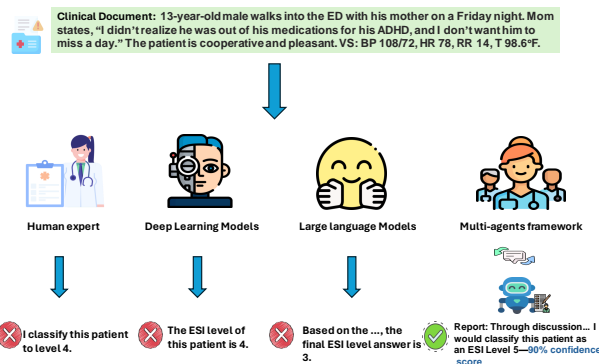 Clinical Document: 13-year-old male walks into the ED with his mother on a Friday night. Mom
states, “I didn’t realize he was out of his medications for his ADHD, and I don’t want him to
miss a day.” The patient is cooperative and pleasant. VS: BP 108/72, HR 78, RR 14, T 98.6°F.
Human expert
Deep Learning Models
Large language Models
Multi-agents framework
I classify this patient
to level 4.
The ESI level of
this patient is 4.
Based on the ..., the
final ESI level answer is
3.
Report: Through discussion... I
would classify this patient as
an ESI Level 5—90% confidence
score